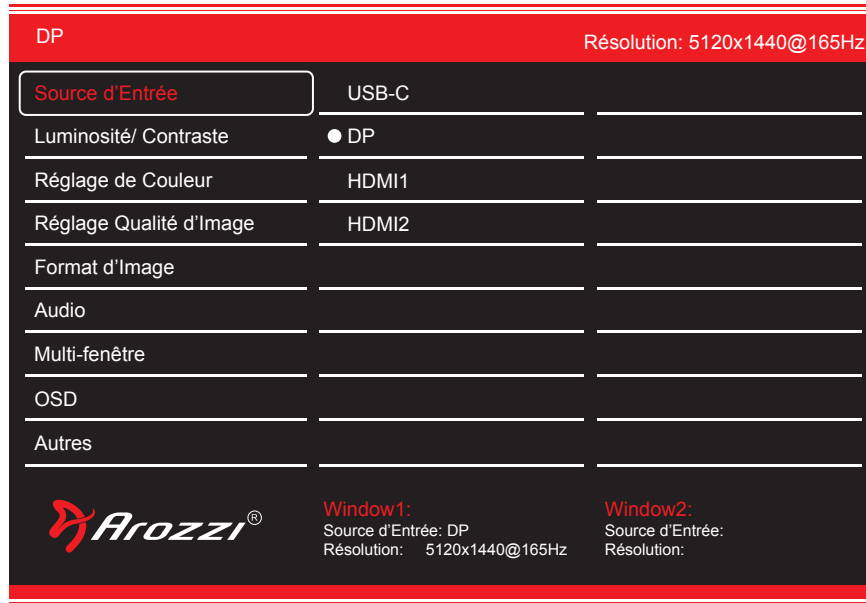 DP
Résolution: 5120x1440@165Hz
Source d’Entrée
USB-C
Luminosité/ Contraste
DP
Réglage de Couleur
HDMI1
Réglage Qualité d’Image
HDMI2
Format d’Image
Audio
Multi-fenêtre
OSD
Autres
Arozzi®
Window1:
Source d’Entrée: DP
Résolution: 5120x1440@165Hz
Window2:
Source d’Entrée:
Résolution: